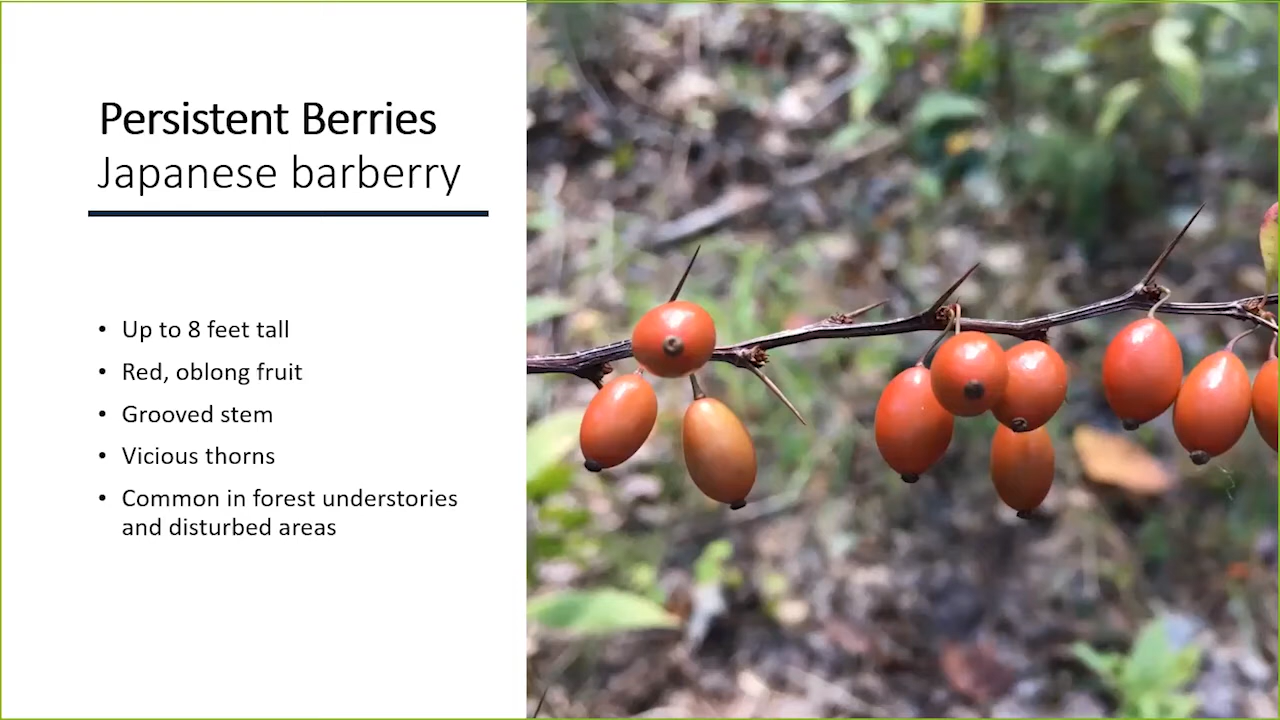 Persistent Berries
Japanese barberry
• Up to 8 feet tall
• Red, oblong fruit
• Grooved stem
• Vicious thorns
• Common in forest understories
and disturbed areas